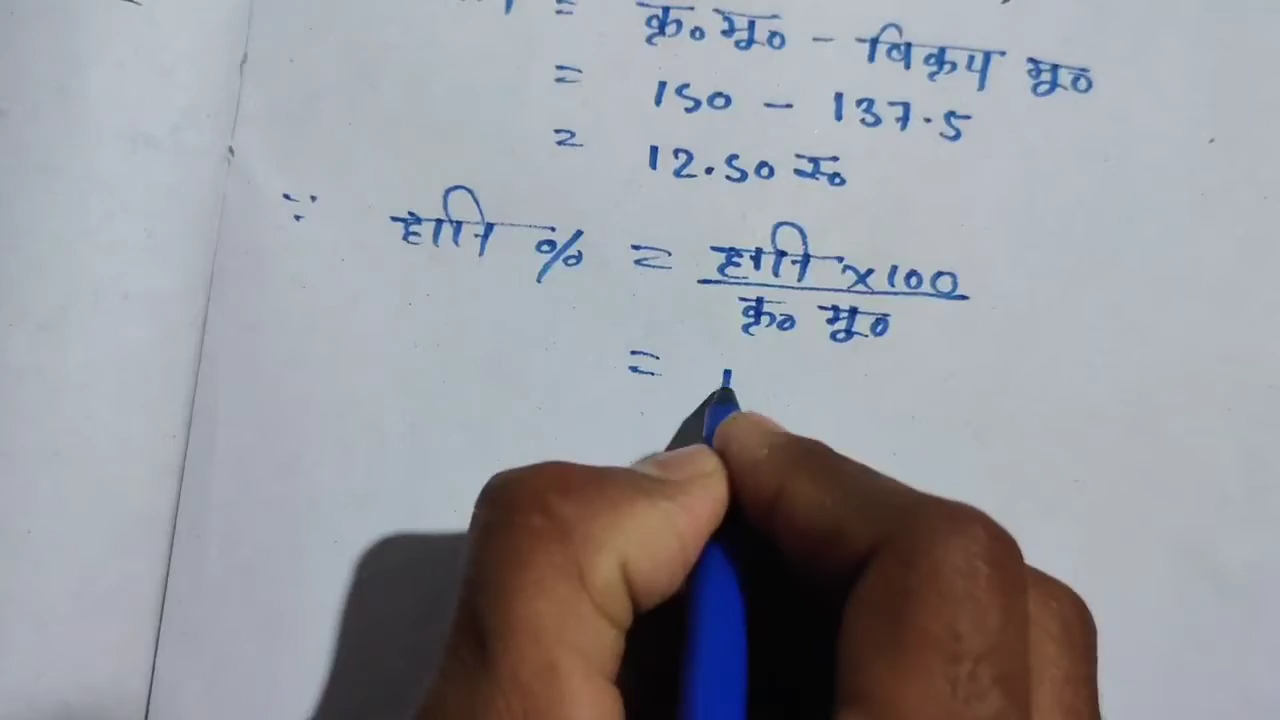 = क्र० मू० - विक्रय मू०
= 150 - 137.5
= 12.50 रु०
∵ हानि % = हानि ×100
क्र० मू०
=